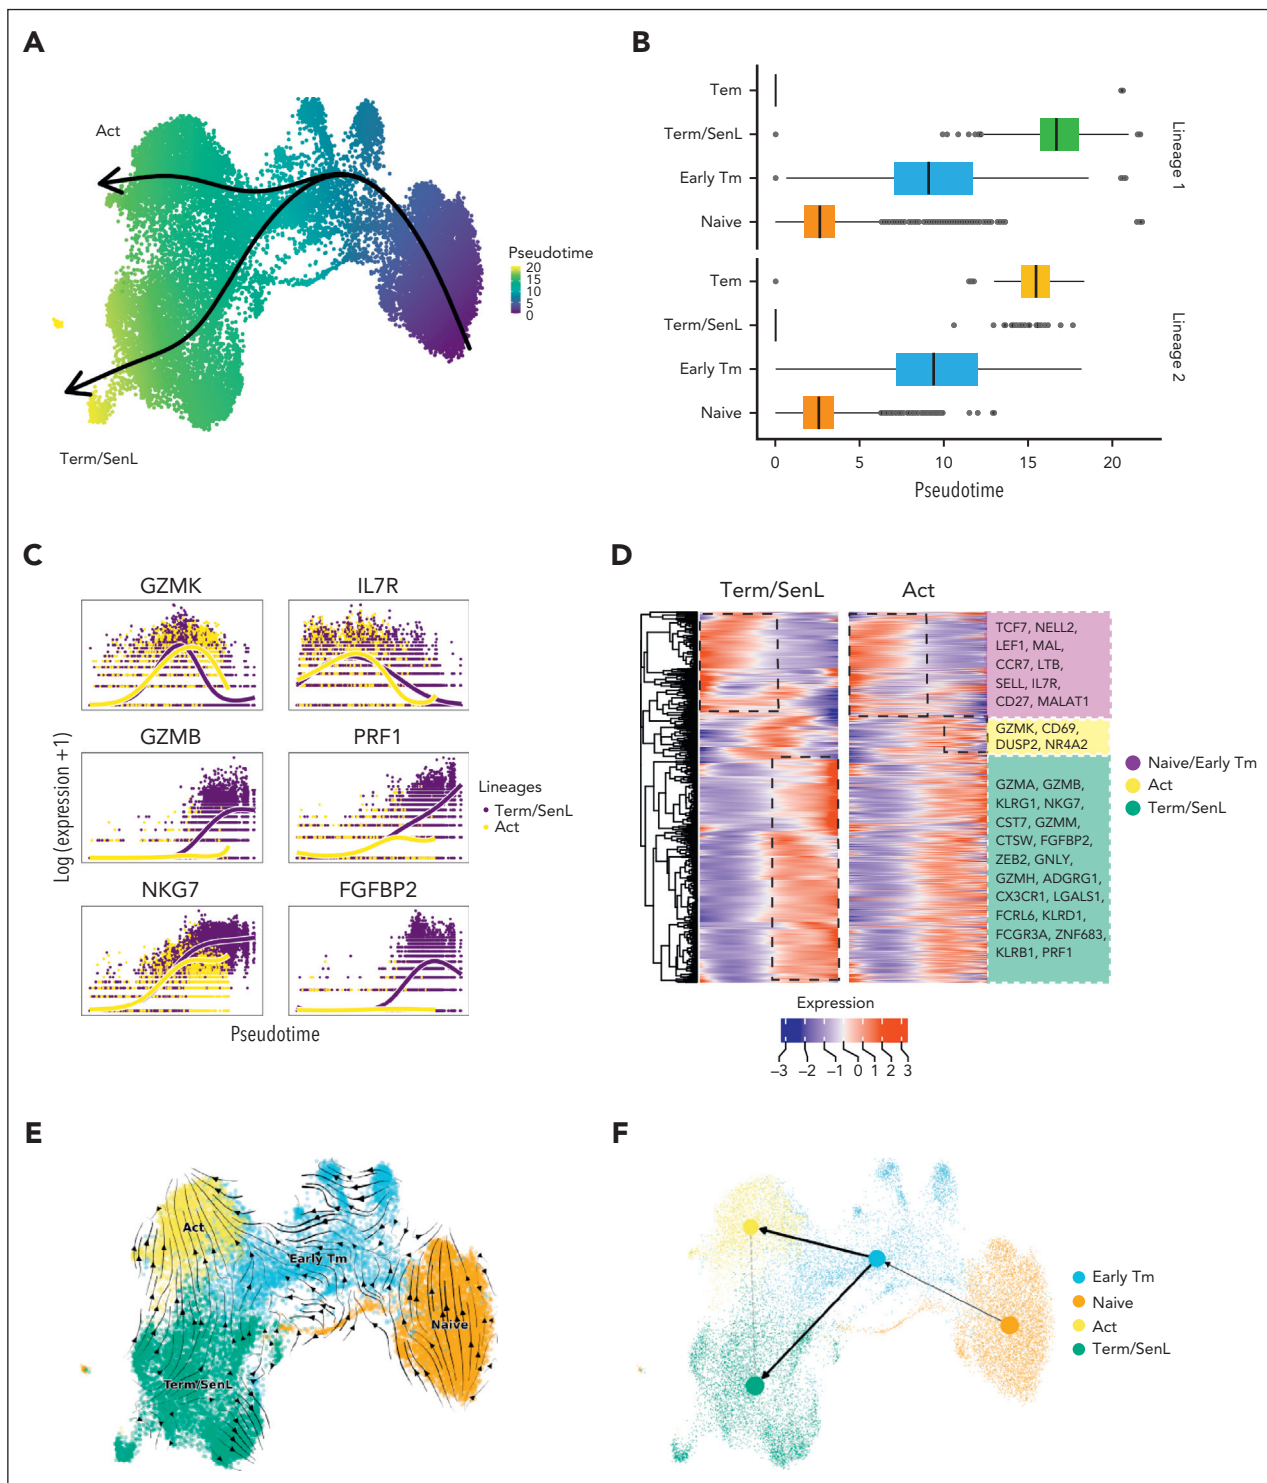 A
Act
Term/SenL
Pseudotime
20
15
10
5
0
B
Tem
Term/SenL
Early Tm
Naive
Lineage 1
Tem
Term/SenL
Early Tm
Naive
Lineage 2
0 5 10 15 20
Pseudotime
C
GZMK IL7R
GZMB PRF1
NKG7 FGFBP2
Log (expression +1)
Pseudotime
Lineages
Term/SenL
Act
D
Term/SenL Act
TCF7, NELL2,
LEF1, MAL,
CCR7, LTB,
SELL, IL7R,
CD27, MALAT1
GZMK, CD69,
DUSP2, NR4A2
GZMA, GZMB,
KLRG1, NKG7,
CST7, GZMM,
CTSW, FGFBP2,
ZEB2, GNLY,
GZMH, ADGRG1,
CX3CR1, LGALS1,
FCRL6, KLRD1,
FCGR3A, ZNF683,
KLRB1, PRF1
Naive/Early Tm
Act
Term/SenL
Expression
–3 –2 –1 0 1 2 3
E
Act
Early Tm
Naive
Term/SenL
F
Early Tm
Naive
Act
Term/SenL